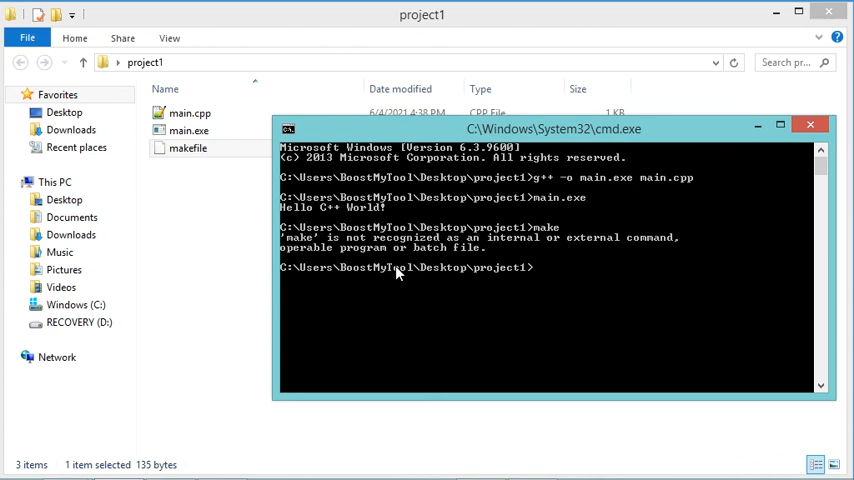 project1
File Home Share View
project1
Search pr...
Name Date modified Type Size
Favorites
Desktop
Downloads
Recent places
This PC
Desktop
Documents
Downloads
Music
Pictures
Videos
Windows (C:)
RECOVERY (D:)
Network
main.cpp 6/4/2021 4:38 PM CPP File 1 KB
main.exe
makefile
C:\Windows\System32\cmd.exe
Microsoft Windows [Version 6.3.9600]
(c) 2013 Microsoft Corporation. All rights reserved.
C:\Users\BoostMyTool\Desktop\project1>g++ -o main.exe main.cpp
C:\Users\BoostMyTool\Desktop\project1>main.exe
Hello C++ World!
C:\Users\BoostMyTool\Desktop\project1>make
'make' is not recognized as an internal or external command,
operable program or batch file.
C:\Users\BoostMyTool\Desktop\project1>
3 items 1 item selected 135 bytes